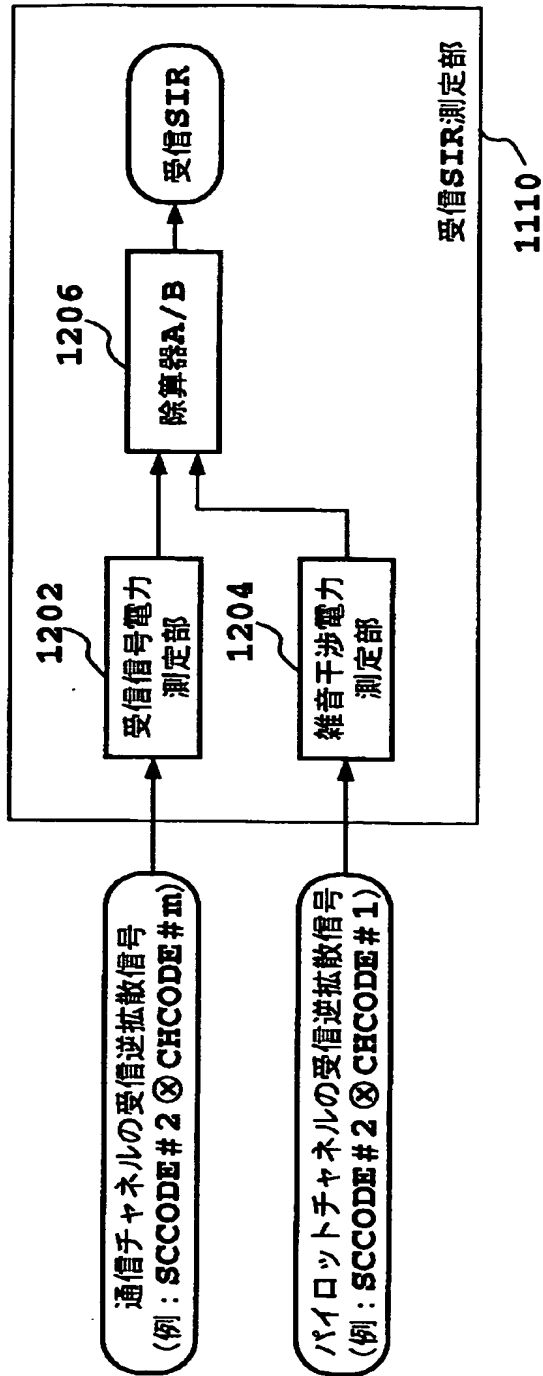 通信チャネルの受信逆拡散信号
(例：SCCODE#2⊗CHCODE#m)
パイロットチャネルの受信逆拡散信号
(例：SCCODE#2⊗CHCODE#1)
1202
受信信号電力
測定部
1204
雑音干渉電力
測定部
1206
除算器A/B
受信SIR
受信SIR測定部
1110